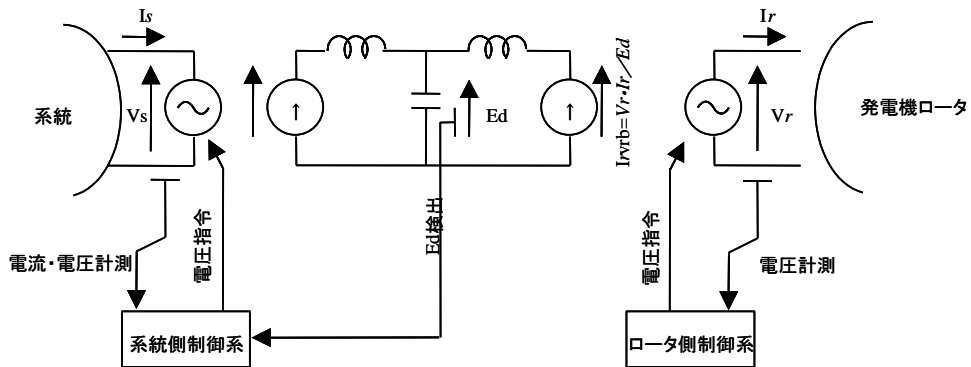 Is
Ir
系統
Vs
↑
Ed
↑
Irvrb=Vr・Ir/Ed
Vr
発電機ロータ
Ed検出
電圧指令
電圧指令
電流・電圧計測
電圧計測
系統側制御系
ロータ側制御系